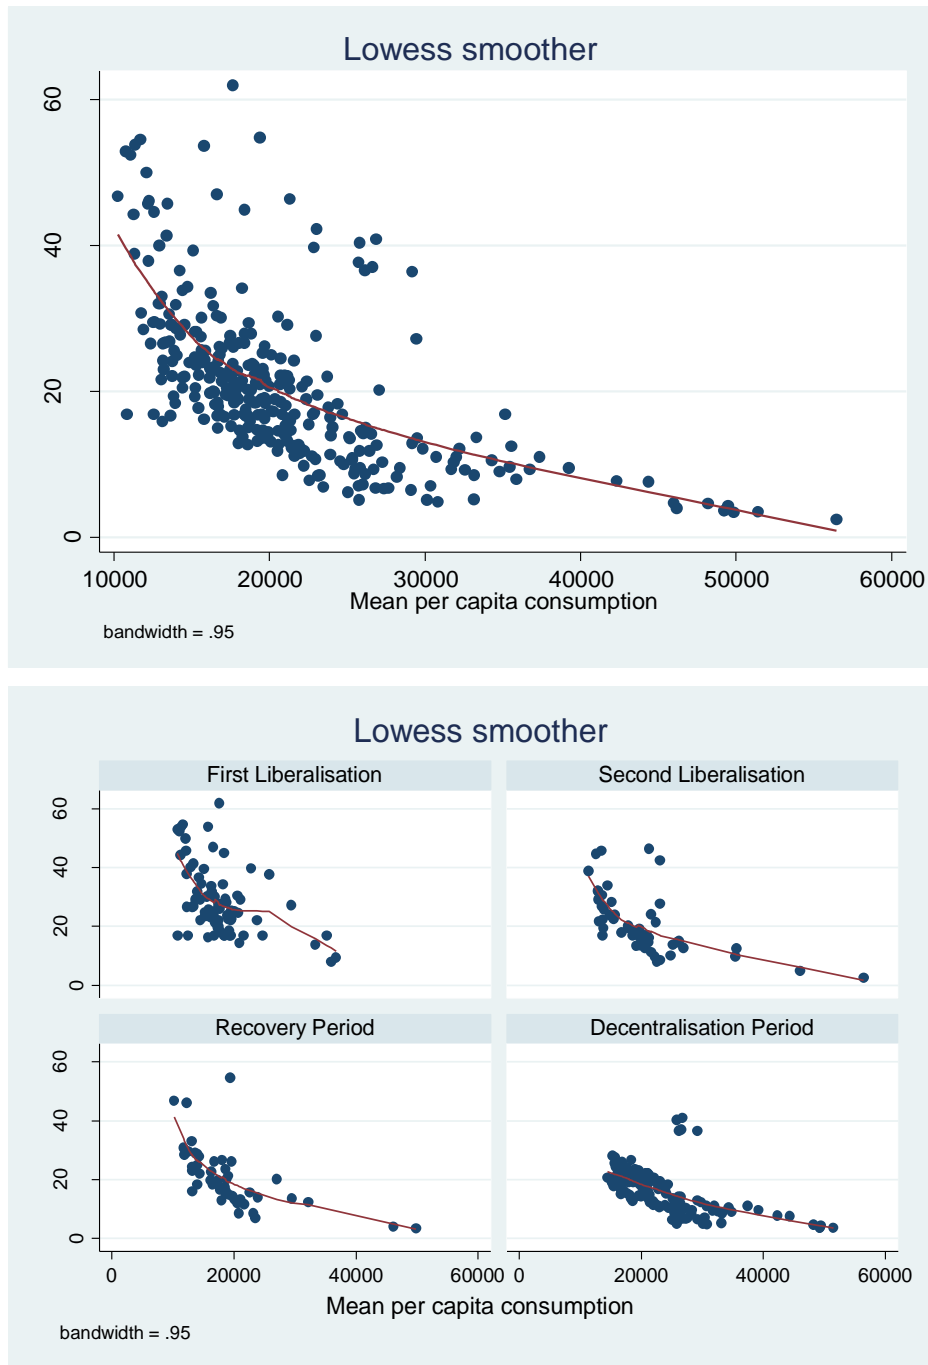 Lowess smoother
60
40
20
0
10000 20000 30000 40000 50000 60000
Mean per capita consumption
bandwidth = .95
Lowess smoother
First Liberalisation Second Liberalisation
60
40
20
0
Recovery Period Decentralisation Period
60
40
20
0
0 20000 40000 60000 0 20000 40000 60000
Mean per capita consumption
bandwidth = .95